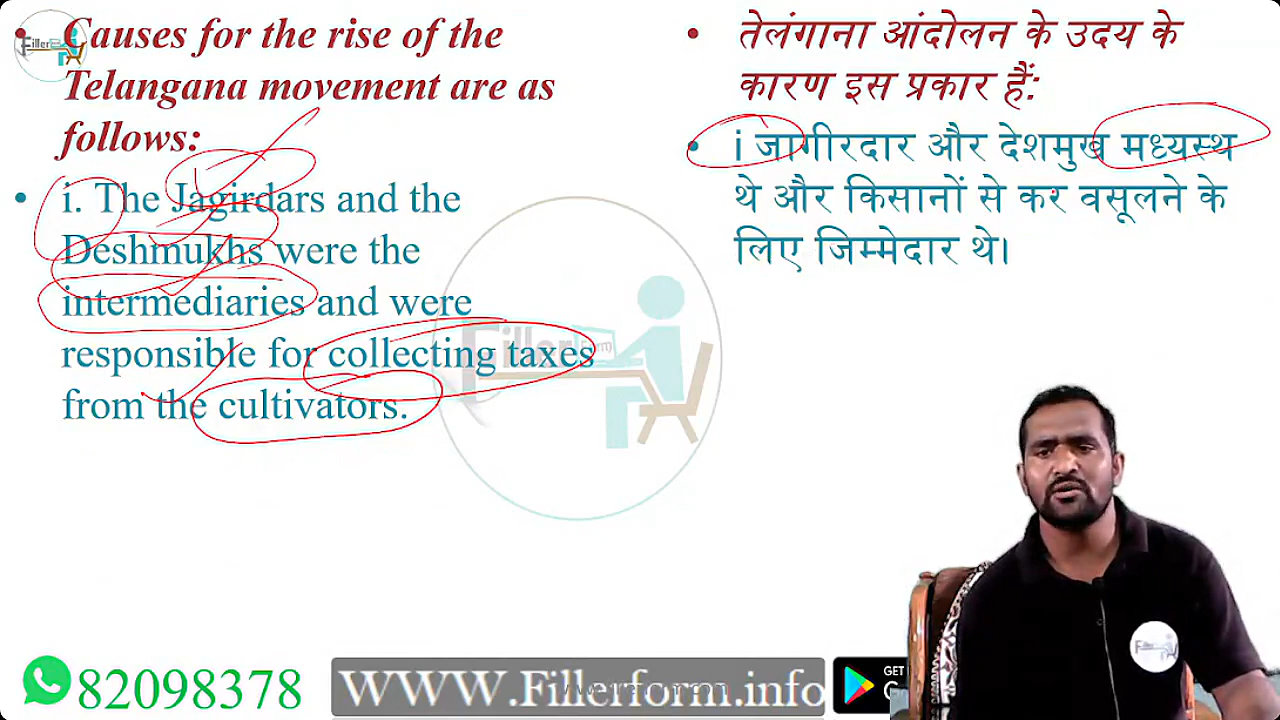 Causes for the rise of the
Telangana movement are as
follows:
i. The Jagirdars and the
Deshmukhs were the
intermediaries and were
responsible for collecting taxes
from the cultivators.
तेलंगाना आंदोलन के उदय के
कारण इस प्रकार हैं:
i जागीरदार और देशमुख मध्यस्थ
थे और किसानों से कर वसूलने के
लिए जिम्मेदार थे।
82098378
www.Fillerform.info
GET